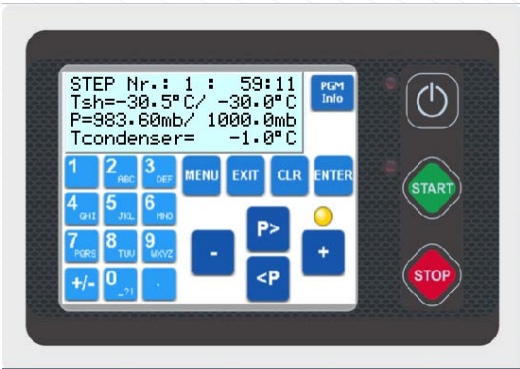 STEP Nr.: 1 : 59:11
Tsh=-30.5°C/ -30.0°C
P=983.60mb/ 1000.0mb
Tcondenser= -1.0°C
PGM
Info
1
2 ABC
3 DEF
MENU
EXIT
CLR
ENTER
4 GHI
5 JKL
6 MNO
7 PQRS
8 TUV
9 WXYZ
+/-
0 _?!
.
-
P>
<P
+
START
STOP